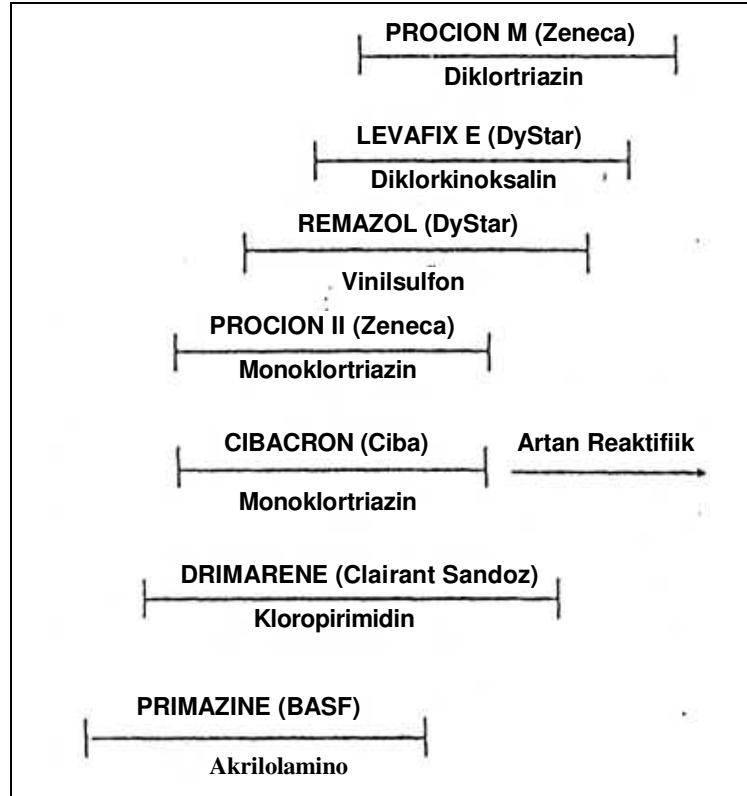 PROCION M (Zeneca)
Diklortriazin
LEVAFIX E (DyStar)
Diklorkinoksalin
REMAZOL (DyStar)
Vinilsulfon
PROCION II (Zeneca)
Monoklortriazin
CIBACRON (Ciba)
Artan Reaktifiik
Monoklortriazin
DRIMARENE (Clairant Sandoz)
Kloropirimidin
PRIMAZINE (BASF)
Akrilolamino